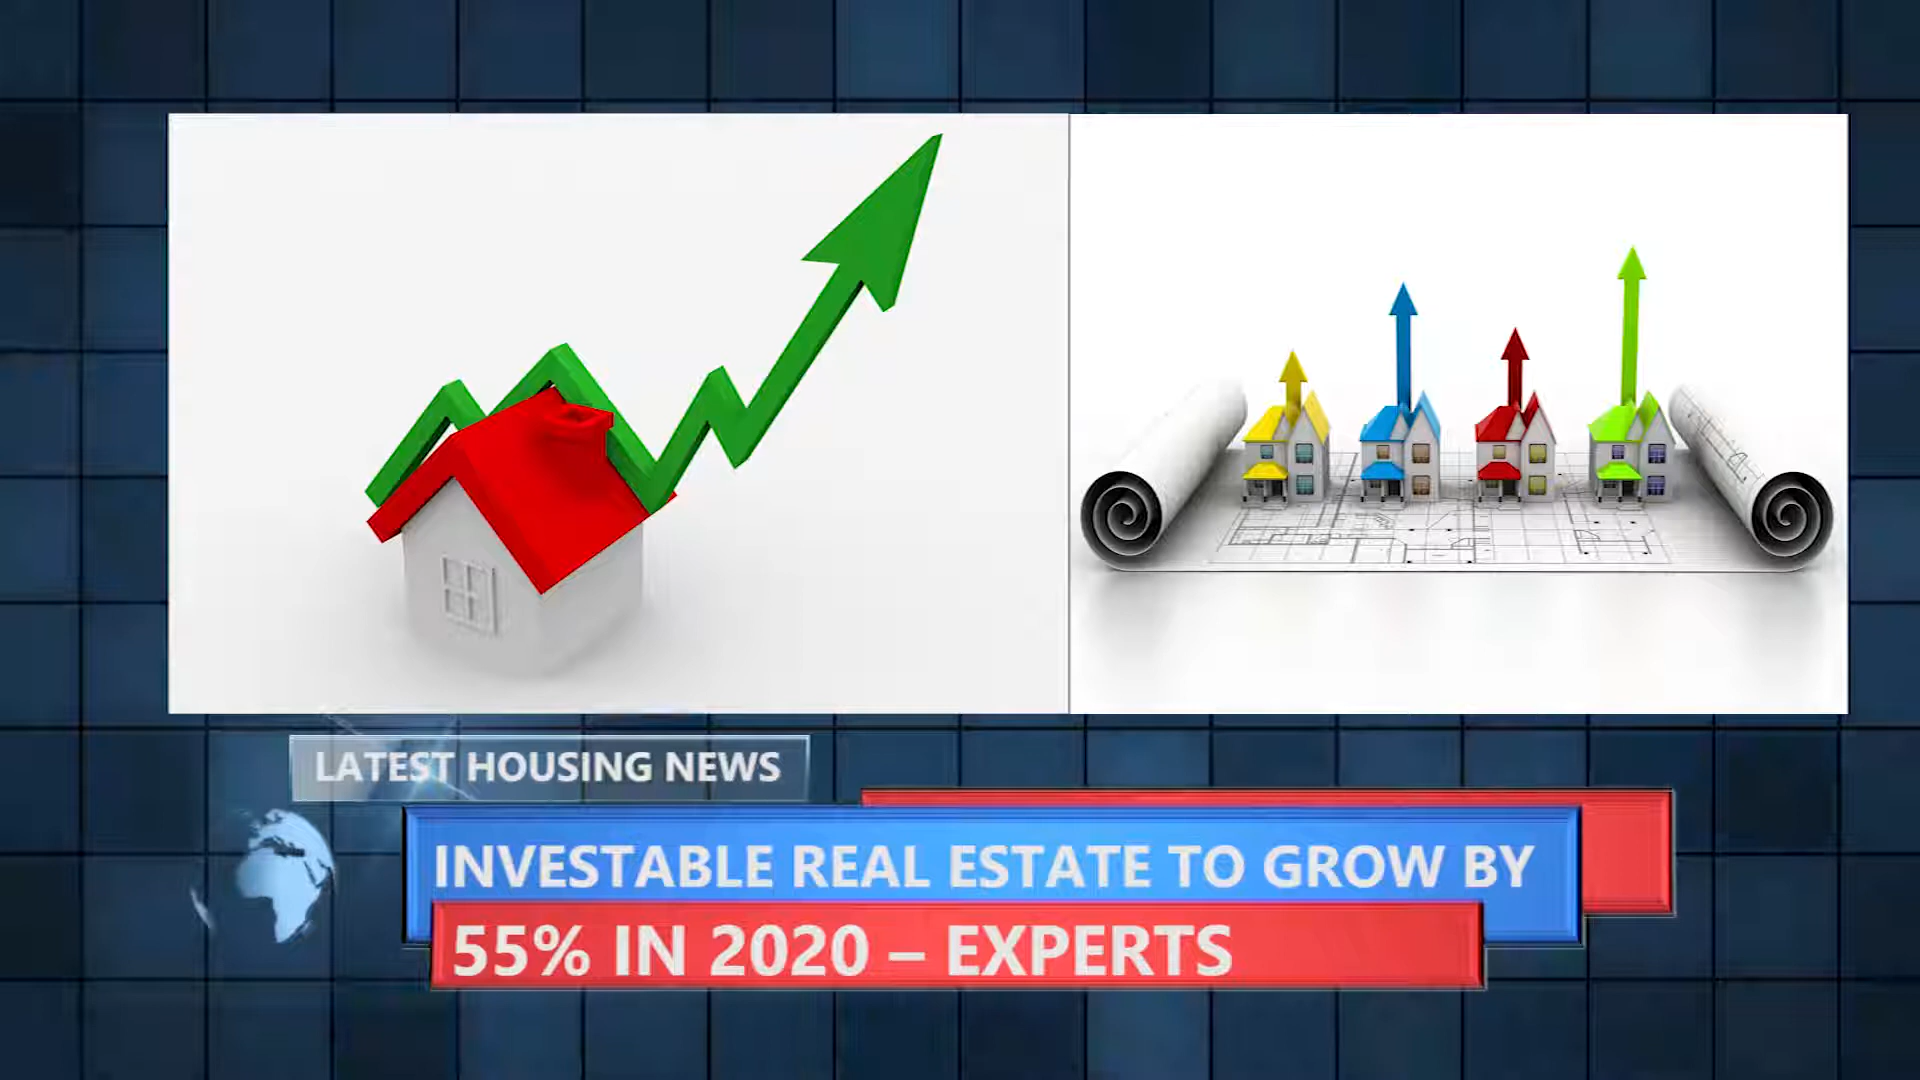 LATEST HOUSING NEWS
INVESTABLE REAL ESTATE TO GROW BY
55% IN 2020 – EXPERTS